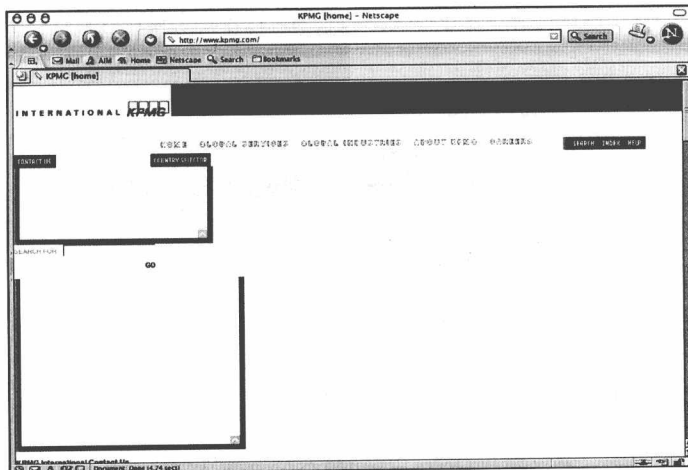 KPMG [home] - Netscape
http://www.kpmg.com/
Search
Mail AIM Home Netscape Search Bookmarks
KPMG [home]
INTERNATIONAL KPMG
HOME GLOBAL SERVICES GLOBAL INDUSTRIES ABOUT KPMG CAREERS
SEARCH INDEX HELP
CONTACT US
COUNTRY SELECTOR
SEARCH FOR
GO
KPMG International Contact Us
Document: Done (4.74 secs)